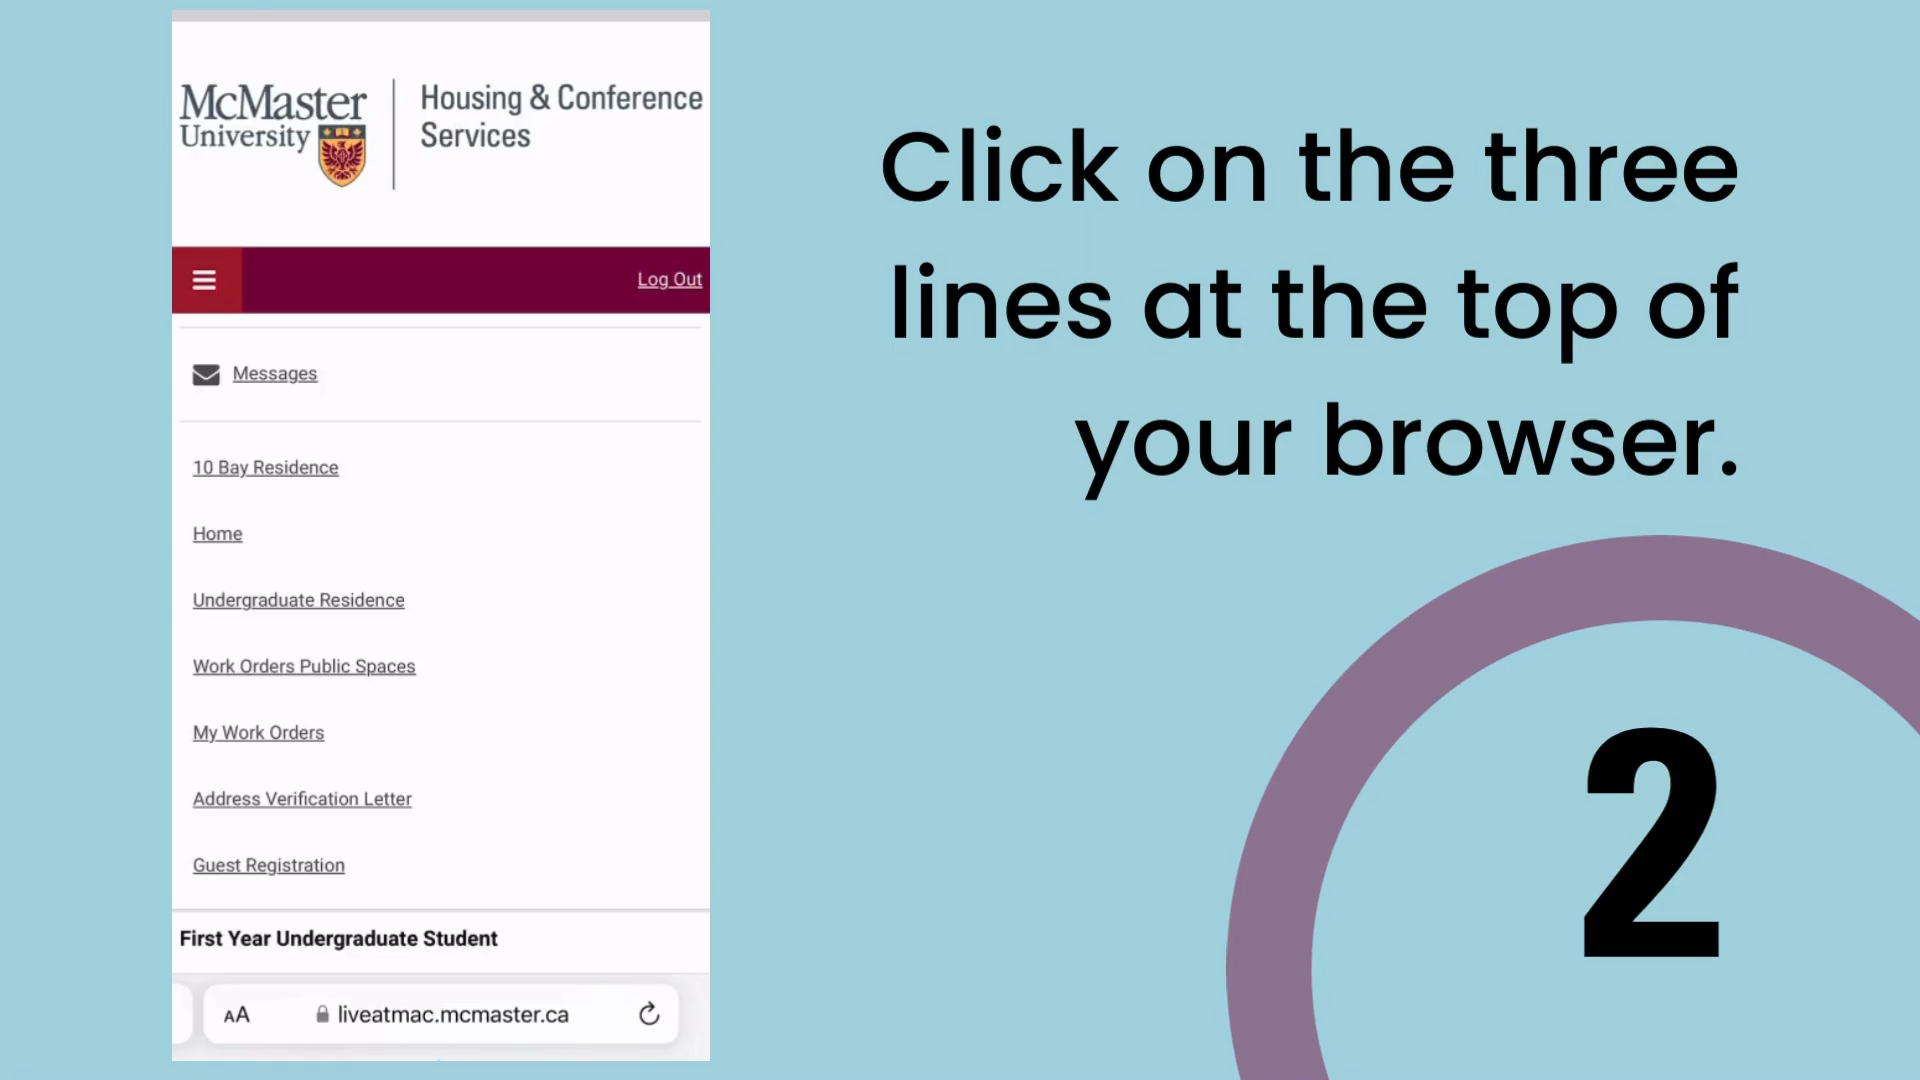 McMaster
University
Housing & Conference
Services
Log Out
Messages
10 Bay Residence
Home
Undergraduate Residence
Work Orders Public Spaces
My Work Orders
Address Verification Letter
Guest Registration
First Year Undergraduate Student
AA
liveatmac.mcmaster.ca
Click on the three
lines at the top of
your browser.
2